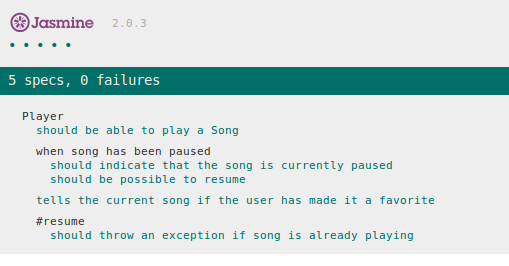 Jasmine 2.0.3
• • • • •
5 specs, 0 failures
Player
should be able to play a Song
when song has been paused
should indicate that the song is currently paused
should be possible to resume
tells the current song if the user has made it a favorite
#resume
should throw an exception if song is already playing